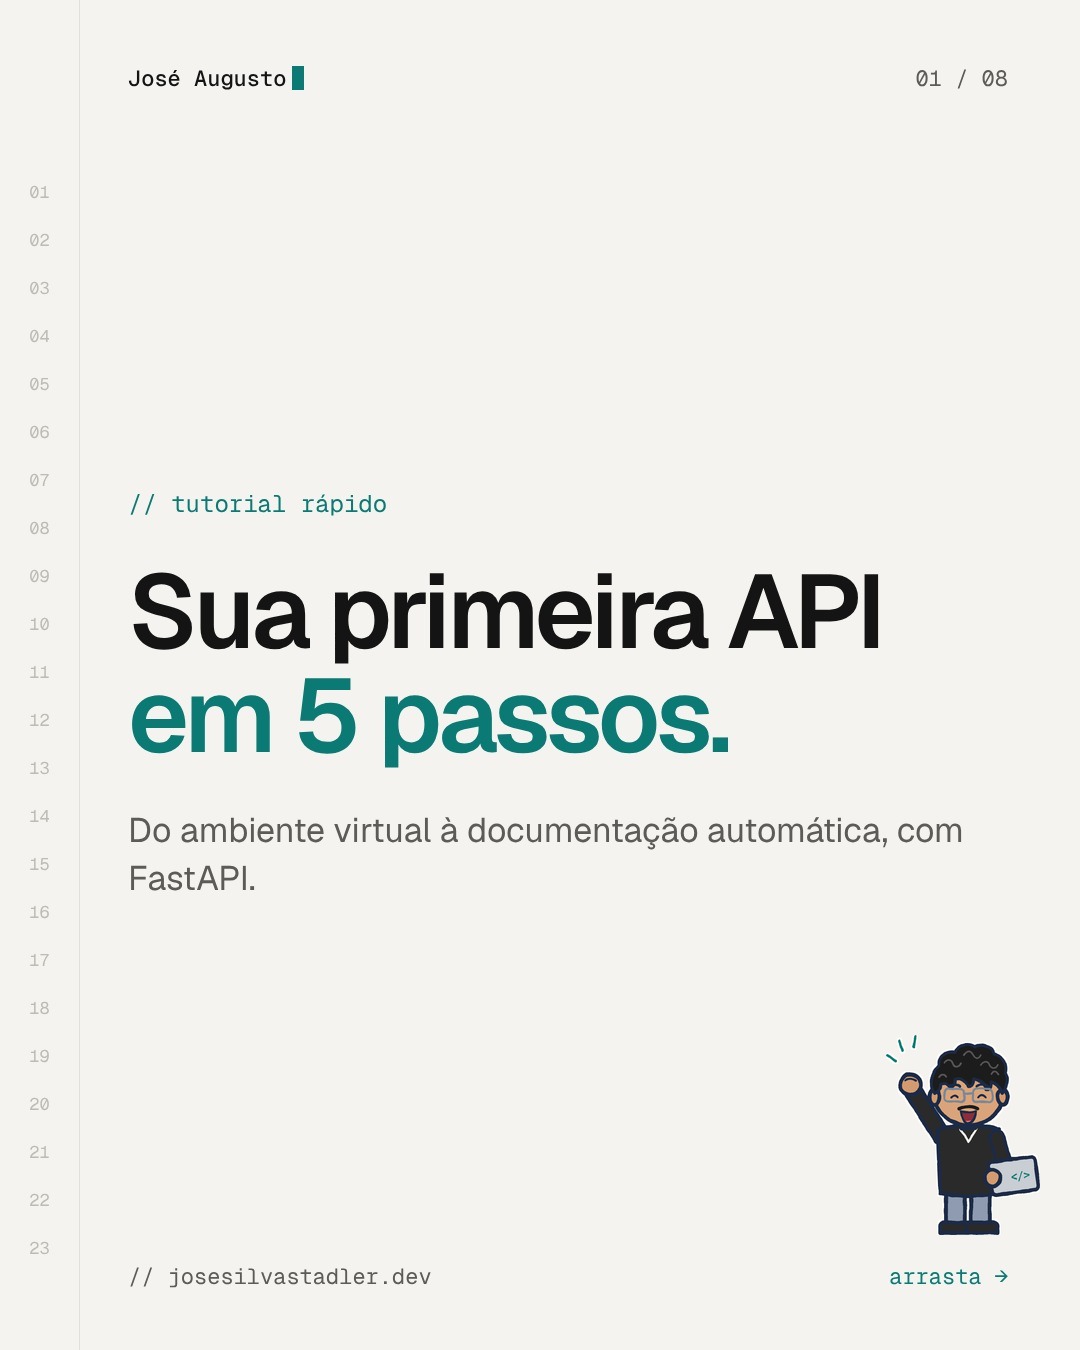 José Augusto
01 / 08
01
02
03
04
05
06
07
// tutorial rápido
08
09
Sua primeira API
10
11
em 5 passos.
12
13
14
Do ambiente virtual à documentação automática, com
15
FastAPI.
16
17
18
19
20
21
</>
22
23
// josesilvastadler.dev
arrasta →